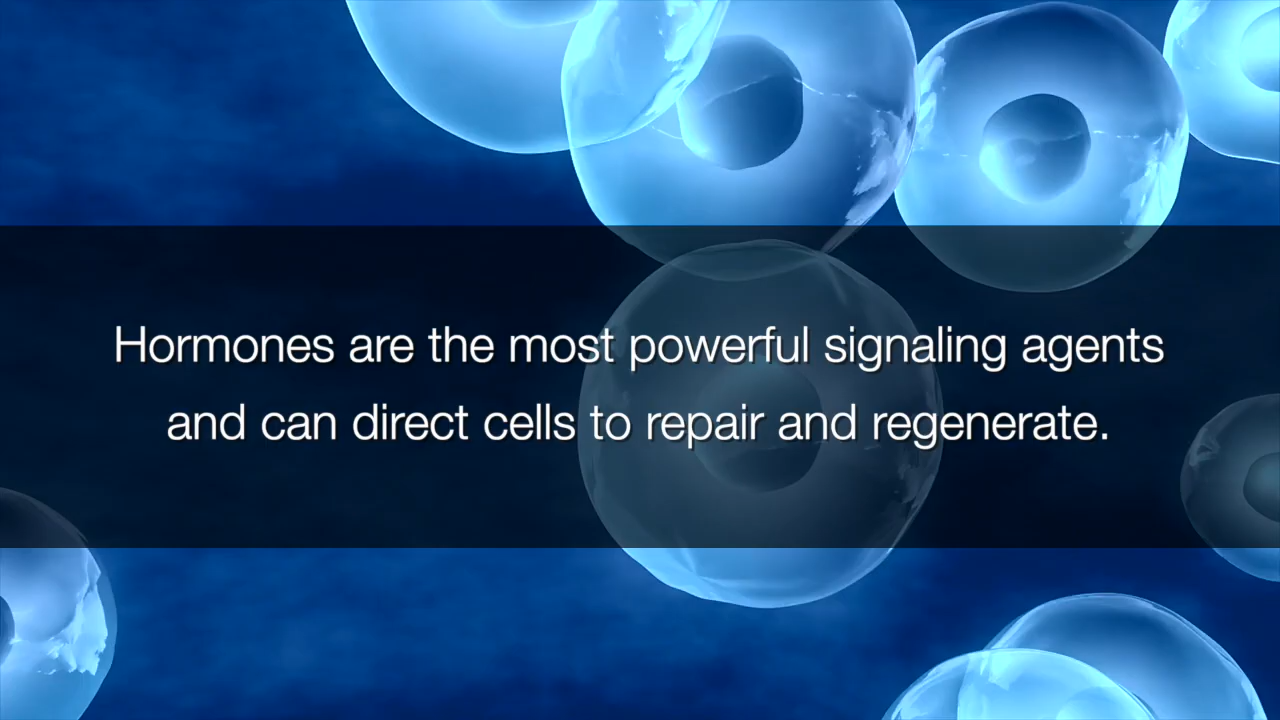 Hormones are the most powerful signaling agents
and can direct cells to repair and regenerate.